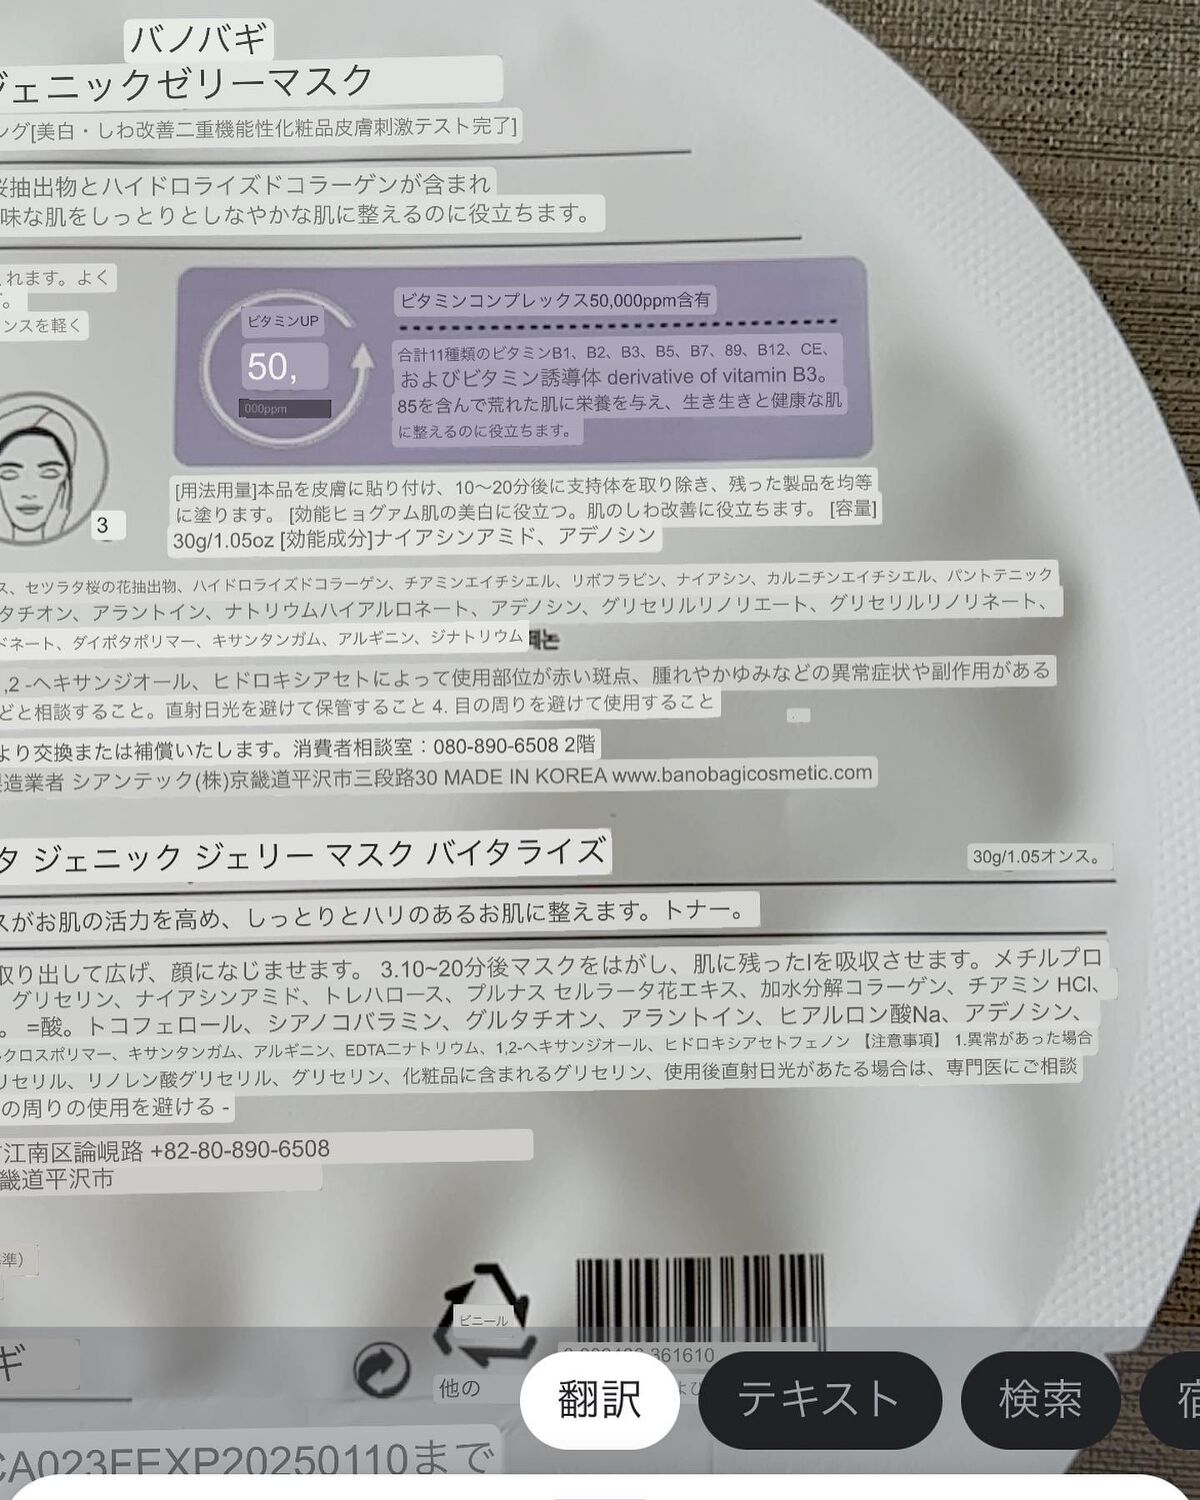 バノバギ
ジェニックゼリーマスク
ング[美白・しわ改善二重機能性化粧品皮膚刺激テスト完了]
桜抽出物とハイドロライズドコラーゲンが含まれ
味な肌をしっとりとしなやかな肌に整えるのに役立ちます。
れます。よく
。
ンスを軽く
ビタミンUP
50,
000ppm
ビタミンコンプレックス50,000ppm含有
合計11種類のビタミンB1、B2、B3、B5、B7、89、B12、CE、
およびビタミン誘導体 derivative of vitamin B3。
85を含んで荒れた肌に栄養を与え、生き生きと健康な肌
に整えるのに役立ちます。
3
[用法用量]本品を皮膚に貼り付け、10〜20分後に支持体を取り除き、残った製品を均等
に塗ります。 [効能ヒョグァム肌の美白に役立つ。肌のしわ改善に役立ちます。 [容量]
30g/1.05oz [効能成分]ナイアシンアミド、アデノシン
ス、セツラタ桜の花抽出物、ハイドロライズドコラーゲン、チアミンエイチシエル、リボフラビン、ナイアシン、カルニチンエイチシエル、パントテニック
タチオン、アラントイン、ナトリウムハイアルロネート、アデノシン、グリセリルリノリエート、グリセリルリノリネート、
ドネート、ダイポタポリマー、キサンタンガム、アルギニン、ジナトリウム
,2 -ヘキサンジオール、ヒドロキシアセトによって使用部位が赤い斑点、腫れやかゆみなどの異常症状や副作用がある
どと相談すること。直射日光を避けて保管すること 4. 目の周りを避けて使用すること
より交換または補償いたします。消費者相談室：080-890-6508 2階
製造業者 シアンテック(株)京畿道平沢市三段路30 MADE IN KOREA www.banobagicosmetic.com
タ ジェニック ジェリー マスク バイタライズ
30g/1.05オンス。
スがお肌の活力を高め、しっとりとハリのあるお肌に整えます。トナー。
取り出して広げ、顔になじませます。 3.10~20分後マスクをはがし、肌に残ったlを吸収させます。メチルプロ
グリセリン、ナイアシンアミド、トレハロース、プルナス セルラータ花エキス、加水分解コラーゲン、チアミン HCl、
。 =酸。トコフェロール、シアノコバラミン、グルタチオン、アラントイン、ヒアルロン酸Na、アデノシン、
クロスポリマー、キサンタンガム、アルギニン、EDTA二ナトリウム、1,2-ヘキサンジオール、ヒドロキシアセトフェノン 【注意事項】 1.異常があった場合
リセリル、リノレン酸グリセリル、グリセリン、化粧品に含まれるグリセリン、使用後直射日光があたる場合は、専門医にご相談
の周りの使用を避ける -
江南区論峴路 +82-80-890-6508
畿道平沢市
準）
ビニール
ギ
361610
他の
翻訳
テキスト
検索
CA023FEXP20250110まで